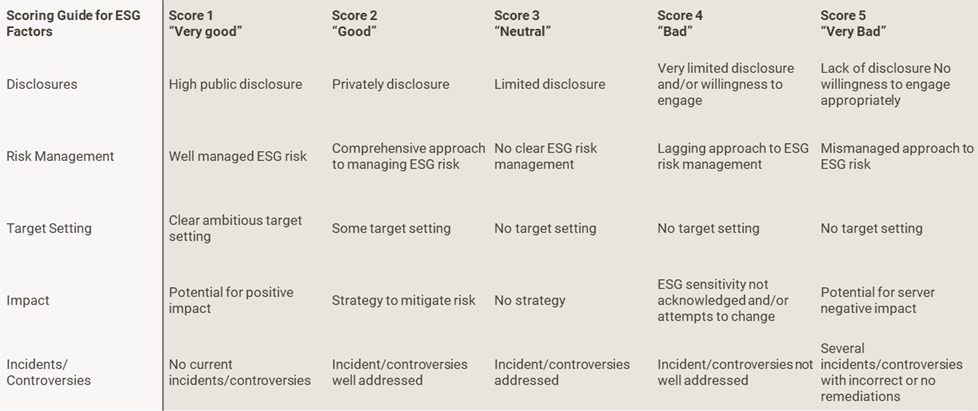 Scoring Guide for ESG Factors
Score 1 "Very good"
Score 2 "Good"
Score 3 "Neutral"
Score 4 "Bad"
Score 5 "Very Bad"
Disclosures
High public disclosure
Privately disclosure
Limited disclosure
Very limited disclosure
and/or willingness to
engage
Lack of disclosure No
willingness to engage
appropriately
Risk Management
Well managed ESG risk
Comprehensive approach
to managing ESG risk
No clear ESG risk
management
Lagging approach to ESG
risk management
Mismanaged approach to
ESG risk
Target Setting
Clear ambitious target
setting
Some target setting
No target setting
No target setting
No target setting
Impact
Potential for positive
impact
Strategy to mitigate risk
No strategy
ESG sensitivity not
acknowledged and/or
attempts to change
Potential for server
negative impact
Incidents/
Controversies
No current
incidents/controversies
Incident/controversies
well addressed
Incident/controversies
addressed
Incident/controversies not
well addressed
Several
incidents/controversies
with incorrect or no
remediations